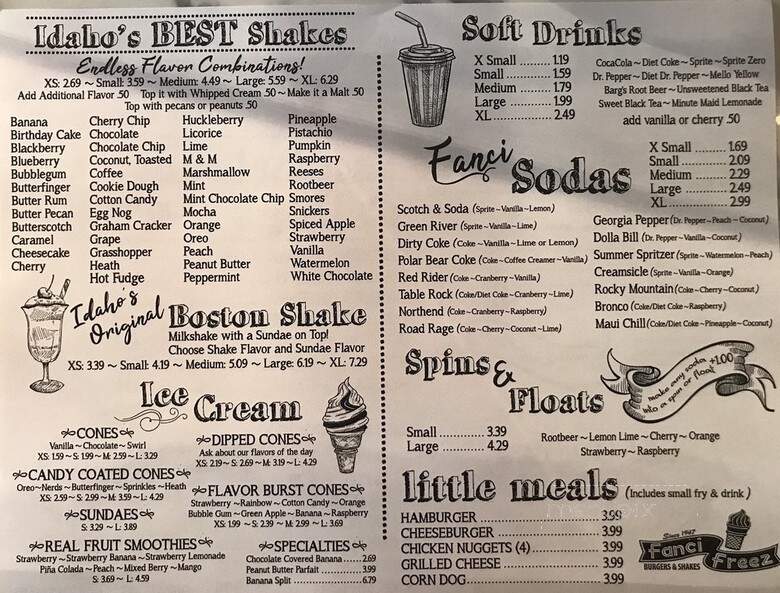 Idaho's BEST Shakes
Endless Flavor Combinations!
XS: 2.69 ~ Small: 3.59 ~ Medium: 4.49 ~ Large: 5.59 ~ XL: 6.29
Add Additional Flavor .50 Top it with Whipped Cream .50 ~ Make it a Malt .50
Top with pecans or peanuts .50
Banana
Birthday Cake
Blackberry
Blueberry
Bubblegum
Butterfinger
Butter Rum
Butter Pecan
Butterscotch
Caramel
Cheesecake
Cherry
Cherry Chip
Chocolate
Chocolate Chip
Coconut, Toasted
Coffee
Cookie Dough
Cotton Candy
Egg Nog
Graham Cracker
Grape
Grasshopper
Heath
Hot Fudge
Huckleberry
Licorice
Lime
M & M
Marshmallow
Mint
Mint Chocolate Chip
Mocha
Orange
Oreo
Peach
Peanut Butter
Peppermint
Pineapple
Pistachio
Pumpkin
Raspberry
Reeses
Rootbeer
Smores
Snickers
Spiced Apple
Strawberry
Vanilla
Watermelon
White Chocolate
Idaho's Original
Boston Shake
Milkshake with a Sundae on Top!
Choose Shake Flavor and Sundae Flavor
XS: 3.39 ~ Small: 4.19 ~ Medium: 5.09 ~ Large: 6.19 ~ XL: 7.29
Ice Cream
CONES
Vanilla ~ Chocolate ~ Swirl
XS: 1.59 ~ S: 1.99 ~ M: 2.59 ~ L: 3.29
DIPPED CONES
Ask about our flavors of the day
XS: 2.19 ~ S: 2.69 ~ M: 3.19 ~ L: 4.29
CANDY COATED CONES
Oreo ~ Nerds ~ Butterfinger ~ Sprinkles ~ Heath
XS: 2.59 ~ S: 2.99 ~ M: 3.59 ~ L: 4.29
FLAVOR BURST CONES
Strawberry ~ Rainbow ~ Cotton Candy ~ Orange
Bubble Gum ~ Green Apple ~ Banana ~ Raspberry
XS: 1.99 ~ S: 2.39 ~ M: 2.99 ~ L: 3.69
SUNDAES
S: 3.29 ~ L: 3.89
REAL FRUIT SMOOTHIES
Strawberry ~ Strawberry Banana ~ Strawberry Lemonade
Piña Colada ~ Peach ~ Mixed Berry ~ Mango
S: 3.69 ~ L: 4.59
SPECIALTIES
Chocolate Covered Banana ..... 2.69
Peanut Butter Parfait ..... 3.99
Banana Split ..... 6.79
Soft Drinks
X Small ..... 1.19
Small ..... 1.59
Medium ..... 1.79
Large ..... 1.99
XL ..... 2.49
CocaCola ~ Diet Coke ~ Sprite ~ Sprite Zero
Dr. Pepper ~ Diet Dr. Pepper ~ Mello Yellow
Barg's Root Beer ~ Unsweetened Black Tea
Sweet Black Tea ~ Minute Maid Lemonade
add vanilla or cherry .50
Fanci Sodas
X Small ..... 1.69
Small ..... 2.09
Medium ..... 2.29
Large ..... 2.49
XL ..... 2.99
Scotch & Soda (Sprite ~ Vanilla ~ Lemon)
Green River (Sprite ~ Vanilla ~ Lime)
Dirty Coke (Coke ~ Vanilla ~ Lime or Lemon)
Polar Bear Coke (Coke ~ Coffee Creamer ~ Vanilla)
Red Rider (Coke ~ Cranberry ~ Vanilla)
Table Rock (Coke/Diet Coke ~ Cranberry ~ Lime)
Northend (Coke ~ Cranberry ~ Raspberry)
Road Rage (Coke ~ Cherry ~ Coconut ~ Lime)
Georgia Pepper (Dr. Pepper ~ Peach ~ Coconut)
Dolla Bill (Dr. Pepper ~ Vanilla ~ Coconut)
Summer Spritzer (Sprite ~ Watermelon ~ Peach)
Creamsicle (Sprite ~ Vanilla ~ Orange)
Rocky Mountain (Coke ~ Cherry ~ Coconut)
Bronco (Coke/Diet Coke ~ Raspberry)
Maui Chill (Coke/Diet Coke ~ Pineapple ~ Coconut)
Spins & Floats
make any soda
into a spin or float +1.00
Small ..... 3.39
Large ..... 4.29
Rootbeer ~ Lemon Lime ~ Cherry ~ Orange
Strawberry ~ Raspberry
little meals (Includes small fry & drink)
HAMBURGER ..... 3.99
CHEESEBURGER ..... 3.99
CHICKEN NUGGETS (4) ..... 3.99
GRILLED CHEESE ..... 3.99
CORN DOG ..... 3.99
Since 1947
Fanci Freez
BURGERS & SHAKES